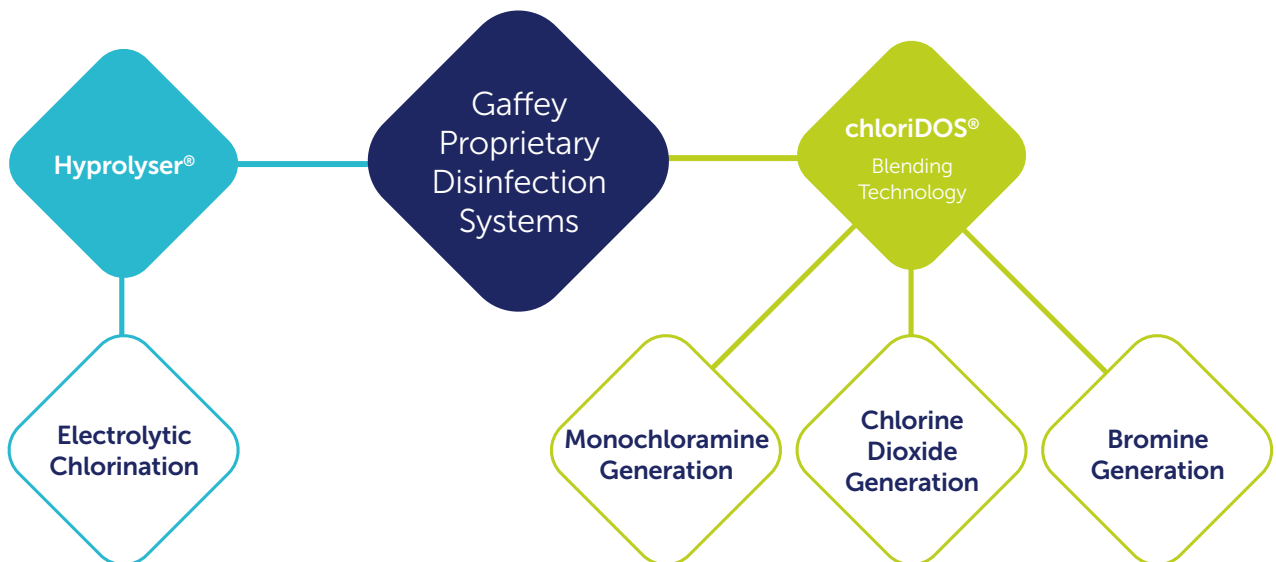 Gaffey
Proprietary
Disinfection
Systems
Hyprolyser®
chloriDOS®
Blending
Technology
Electrolytic
Chlorination
Monochloramine
Generation
Chlorine
Dioxide
Generation
Bromine
Generation